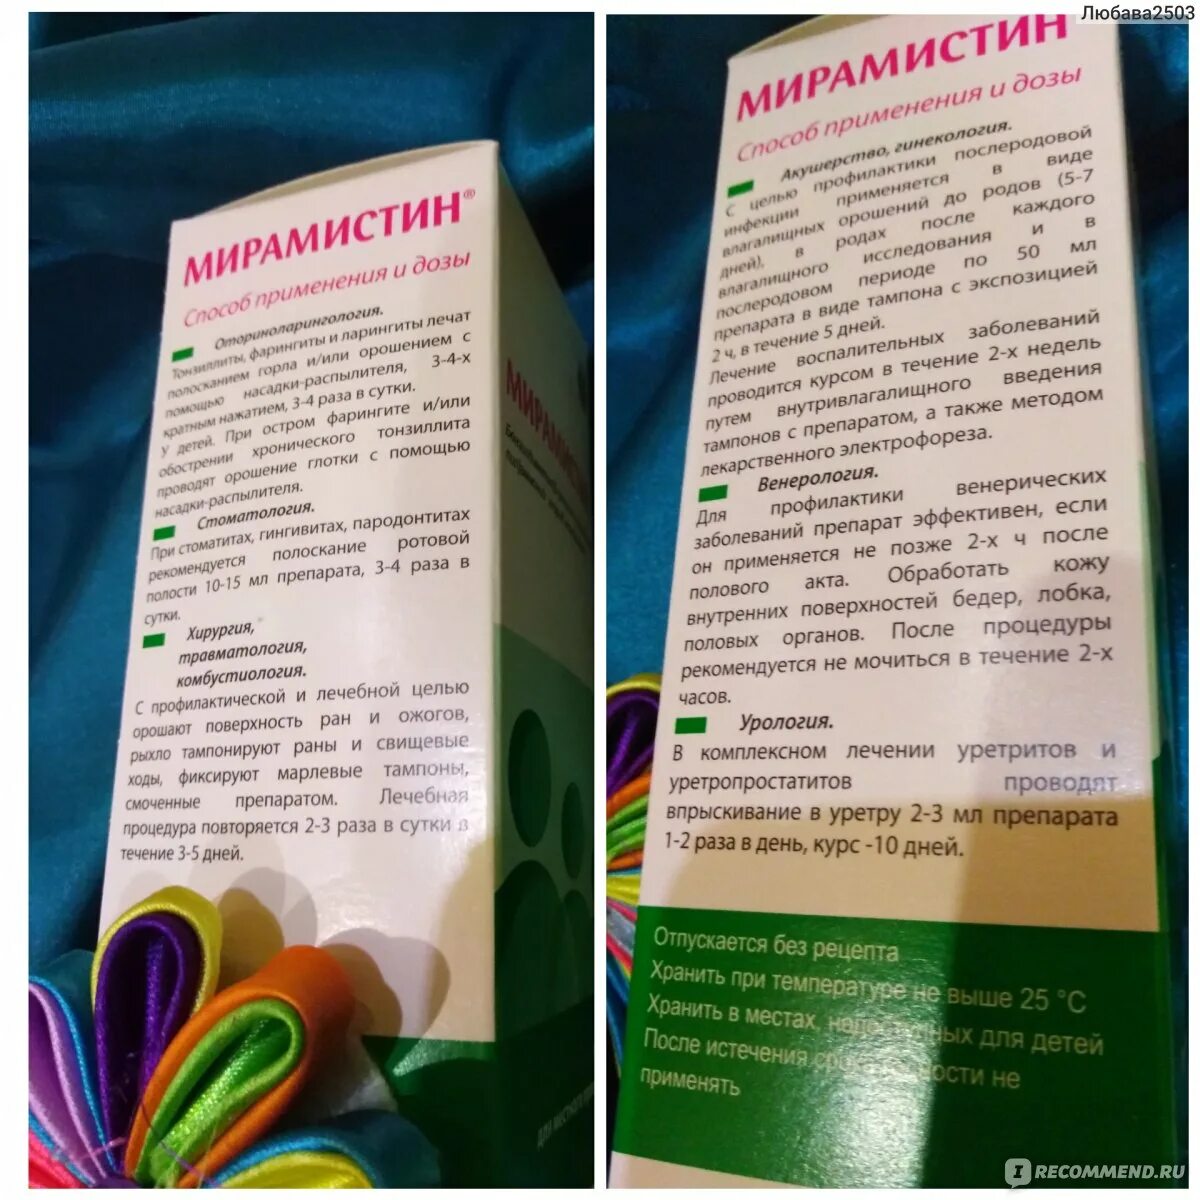 МИРАМИСТИН®
Способ применения и дозы
Оториноларингология.
Тонзиллиты, фарингиты и ларингиты лечат
полосканием горла и/или орошением с
помощью насадки-распылителя, 3-4-х
кратным нажатием, 3-4 раза в сутки.
У детей. При остром фарингите и/или
обострении хронического тонзиллита
проводят орошение глотки с помощью
насадки-распылителя.
Стоматология.
При стоматитах, гингивитах, пародонтитах
рекомендуется полоскание ротовой
полости 10-15 мл препарата, 3-4 раза в
сутки.
Хирургия,
травматология,
комбустиология.
С профилактической и лечебной целью
орошают поверхность ран и ожогов,
рыхло тампонируют раны и свищевые
ходы, фиксируют марлевые тампоны,
смоченные препаратом. Лечебная
процедура повторяется 2-3 раза в сутки в
течение 3-5 дней.
Любава2503
МИРАМИСТИН
Способ применения и дозы
Акушерство, гинекология.
С целью профилактики послеродовой
инфекции применяется в виде
влагалищных орошений до родов (5-7
дней), в родах после каждого
влагалищного исследования и в
послеродовом периоде по 50 мл
препарата в виде тампона с экспозицией
2 ч, в течение 5 дней.
Лечение воспалительных заболеваний
проводится курсом в течение 2-х недель
путем внутривлагалищного введения
тампонов с препаратом, а также методом
лекарственного электрофореза.
Венерология.
Для профилактики венерических
заболеваний препарат эффективен, если
он применяется не позже 2-х ч после
полового акта. Обработать кожу
внутренних поверхностей бедер, лобка,
половых органов. После процедуры
рекомендуется не мочиться в течение 2-х
часов.
Урология.
В комплексном лечении уретритов и
уретропростатитов проводят
впрыскивание в уретру 2-3 мл препарата
1-2 раза в день, курс -10 дней.
Отпускается без рецепта
Хранить при температуре не выше 25 °С
Хранить в местах, недоступных для детей
После истечения срока годности не
применять
IRECOMMEND.RU